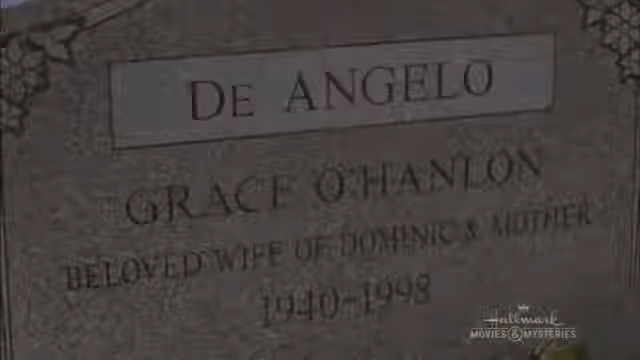 DE ANGELO
GRACE O'HANLON
BELOVED WIFE OF DOMINIC & MOTHER
1940-1998
Hallmark
MOVIES & MYSTERIES